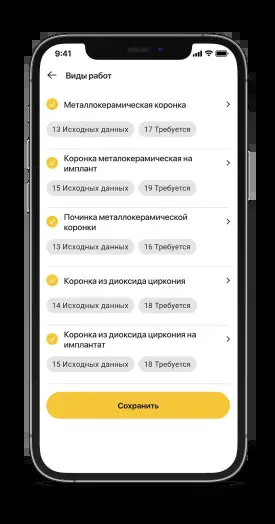 9:41
Виды работ
Металлокерамическая коронка
13 Исходных данных 17 Требуется
Коронка металокерамическая на
имплант
15 Исходных данных 19 Требуется
Починка металлокерамической
коронки
13 Исходных данных 16 Требуется
Коронка из диоксида циркония
14 Исходных данных 18 Требуется
Коронка из диоксида циркония на
имплантат
15 Исходных данных 18 Требуется
Сохранить